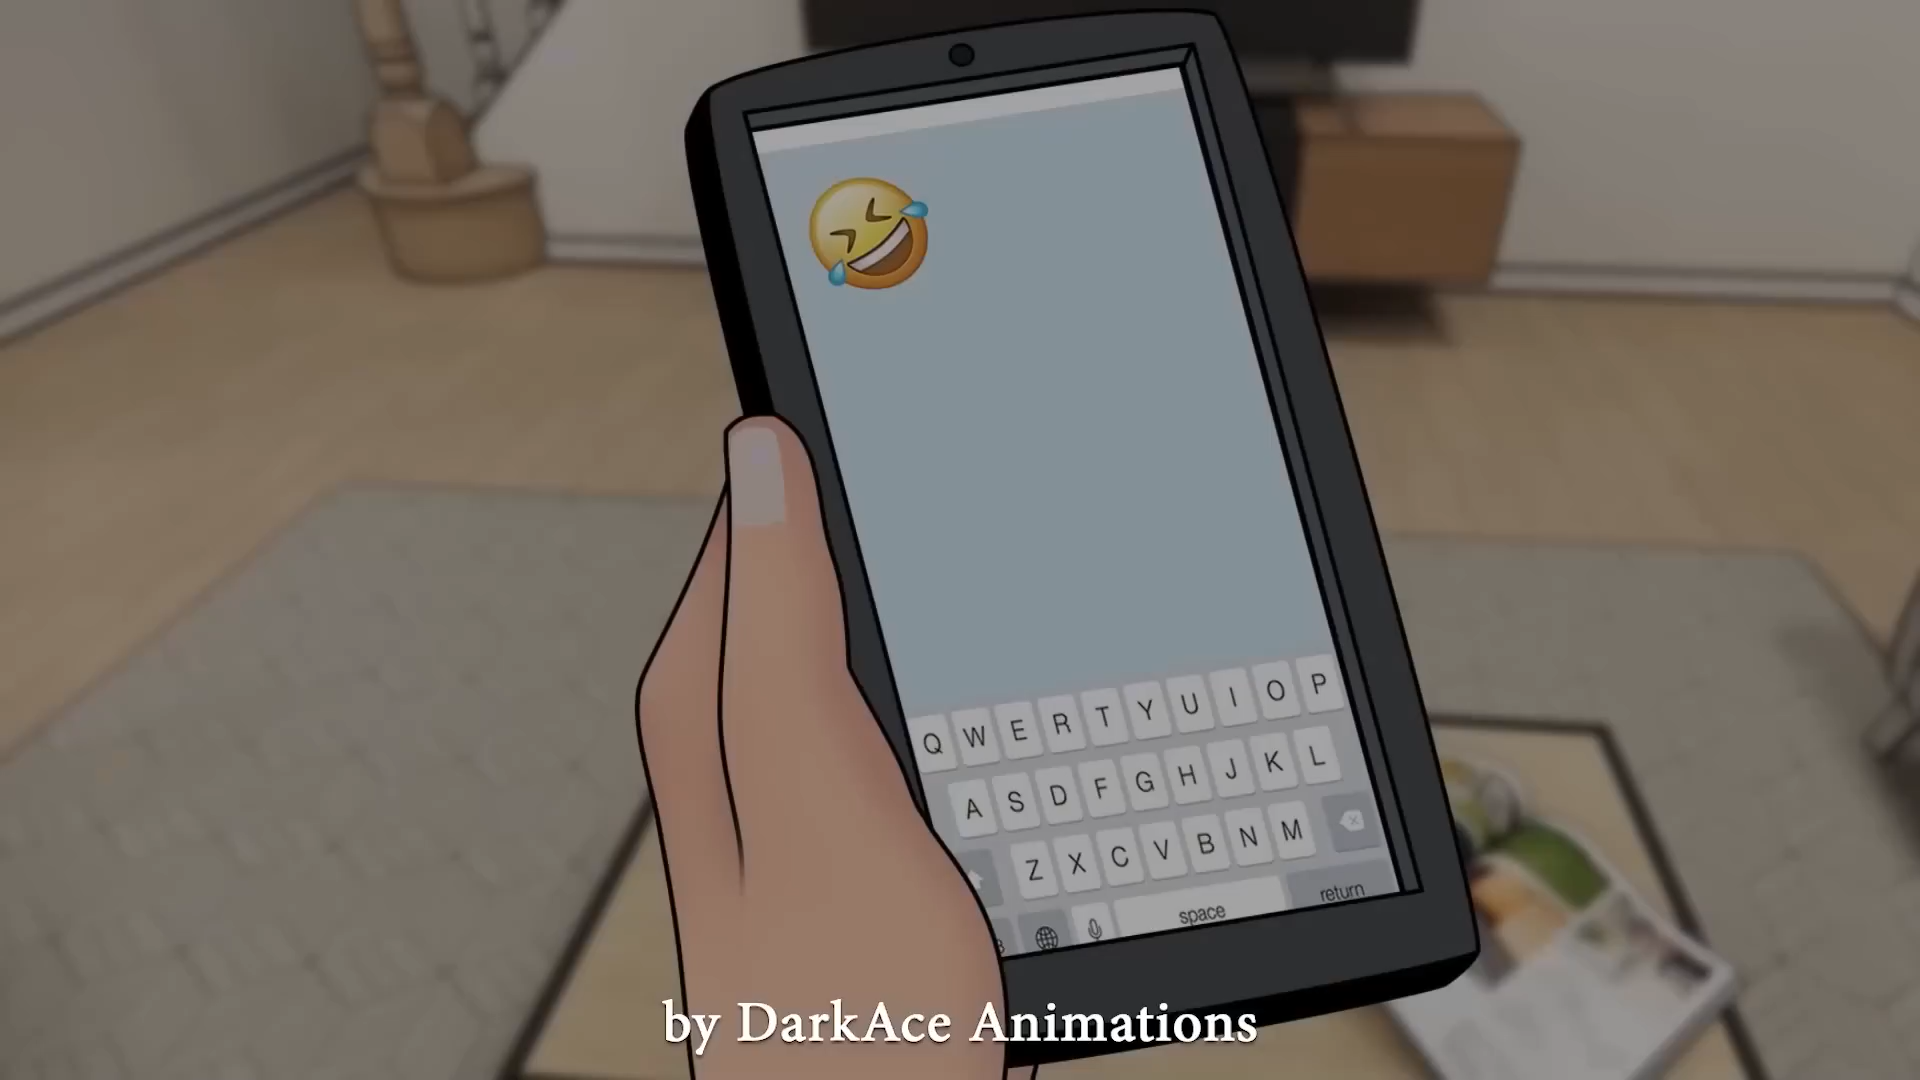 Q W E R T Y U I O P
A S D F G H J K L
Z X C V B N M
space return
by DarkAce Animations